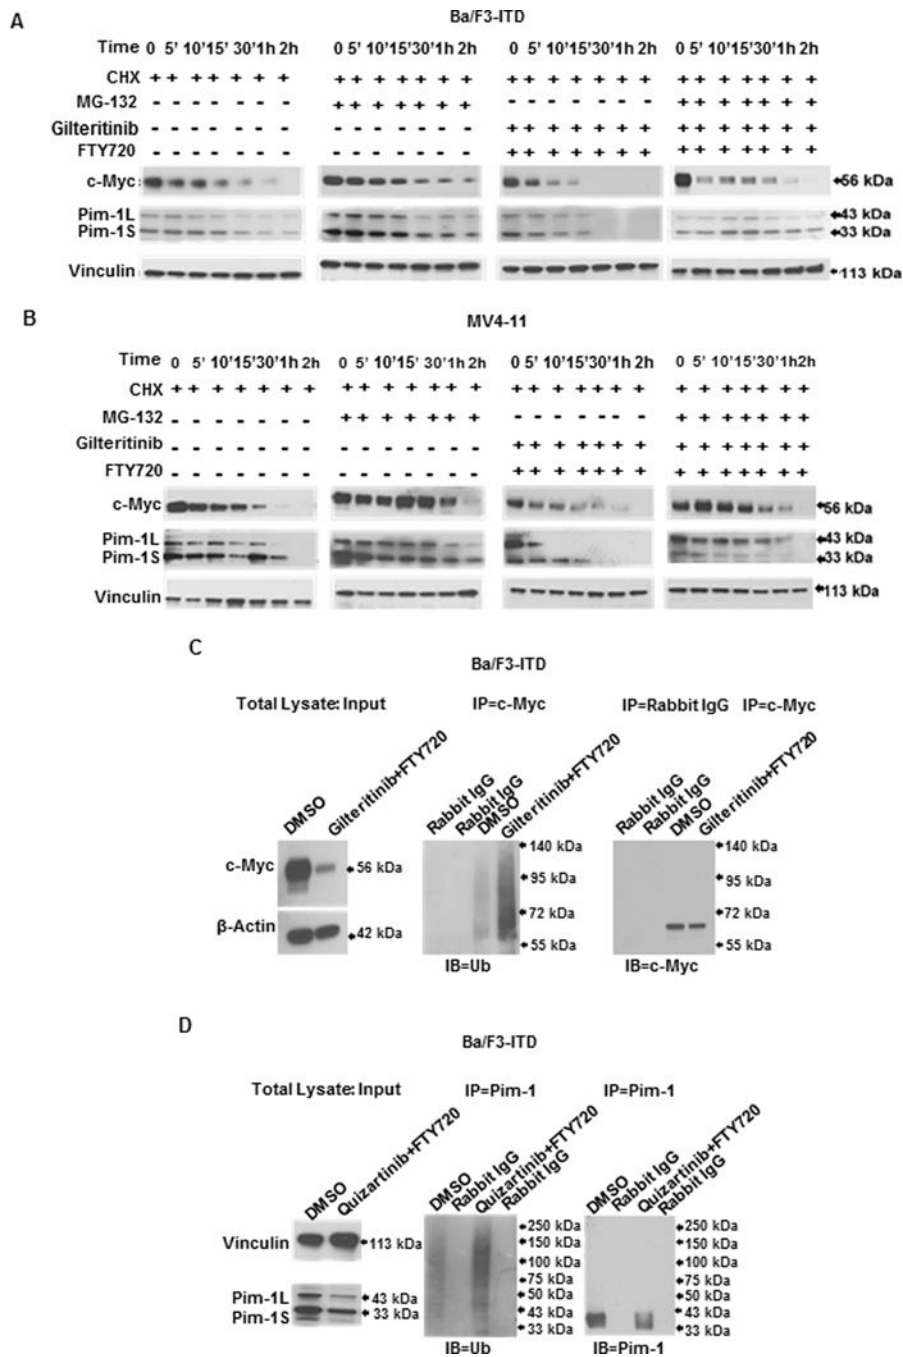 A
Ba/F3-ITD
Time 0 5' 10'15' 30'1h 2h 0 5' 10'15' 30'1h 2h 0 5' 10'15' 30'1h 2h 0 5' 10'15' 30'1h 2h
CHX + + + + + + + + + + + + + + + + + + + + + + + + + + + +
MG-132 - - - - - - - + + + + + + + - - - - - - - + + + + + + +
Gilteritinib - - - - - - - - - - - - - - + + + + + + + + + + + + + +
FTY720 - - - - - - - - - - - - - - + + + + + + + + + + + + + +
c-Myc 56 kDa
Pim-1L 43 kDa
Pim-1S 33 kDa
Vinculin 113 kDa
B
MV4-11
Time 0 5' 10'15'30'1h 2h 0 5' 10'15' 30'1h 2h 0 5' 10'15' 30'1h 2h 0 5' 10'15'30'1h2h
CHX + + + + + + + + + + + + + + + + + + + + + + + + + + + +
MG-132 - - - - - - - + + + + + + + - - - - - - - + + + + + + +
Gilteritinib - - - - - - - - - - - - - - + + + + + + + + + + + + + +
FTY720 - - - - - - - - - - - - - - + + + + + + + + + + + + + +
c-Myc 56 kDa
Pim-1L 43 kDa
Pim-1S 33 kDa
Vinculin 113 kDa
C
Ba/F3-ITD
Total Lysate: Input IP=c-Myc IP=Rabbit IgG IP=c-Myc
DMSO
Gilteritinib+FTY720
c-Myc 56 kDa
β-Actin 42 kDa
Rabbit IgG
Rabbit IgG
DMSO
Gilteritinib+FTY720
140 kDa
95 kDa
72 kDa
55 kDa
IB=Ub
Rabbit IgG
Rabbit IgG
DMSO
Gilteritinib+FTY720
140 kDa
95 kDa
72 kDa
55 kDa
IB=c-Myc
D
Ba/F3-ITD
Total Lysate: Input IP=Pim-1 IP=Pim-1
DMSO
Quizartinib+FTY720
Vinculin 113 kDa
Pim-1L 43 kDa
Pim-1S 33 kDa
DMSO
Rabbit IgG
Quizartinib+FTY720
Rabbit IgG
250 kDa
150 kDa
100 kDa
75 kDa
50 kDa
43 kDa
33 kDa
IB=Ub
DMSO
Rabbit IgG
Quizartinib+FTY720
Rabbit IgG
250 kDa
150 kDa
100 kDa
75 kDa
50 kDa
43 kDa
33 kDa
IB=Pim-1